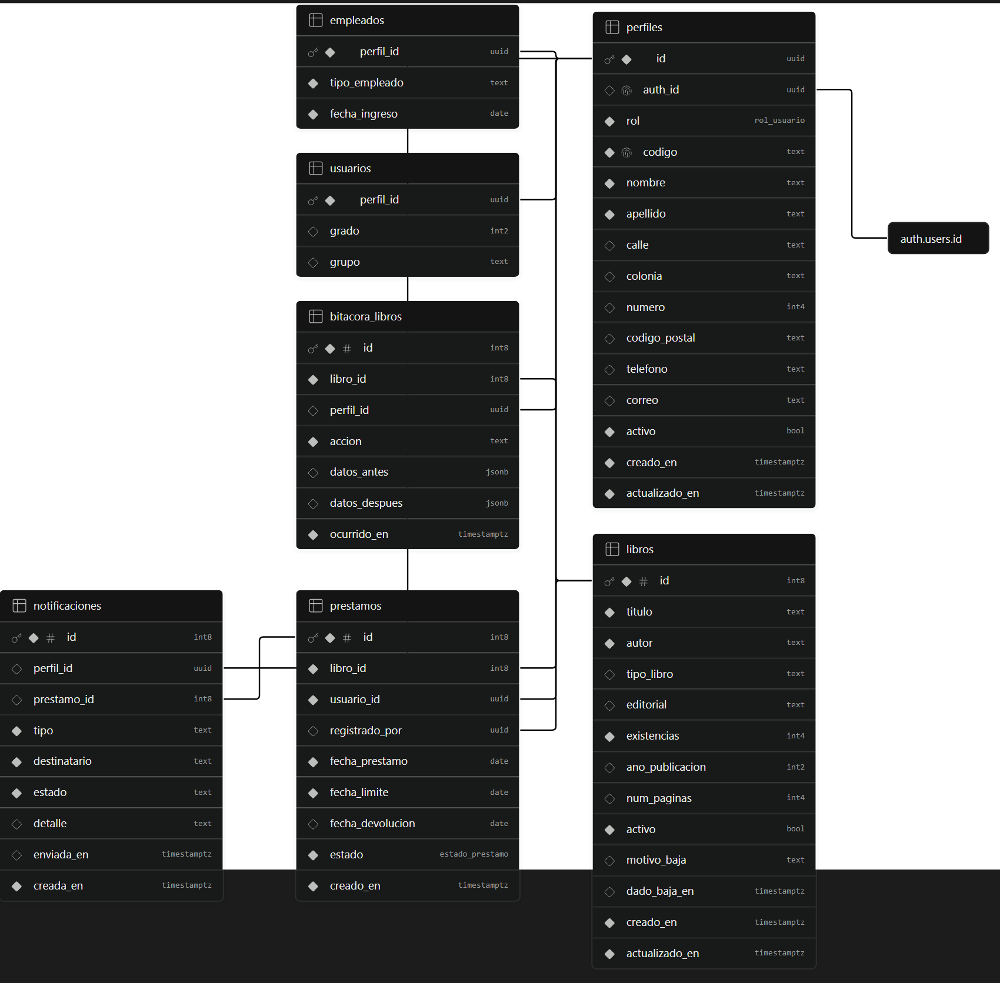 empleados
perfil_id uuid
tipo_empleado text
fecha_ingreso date
usuarios
perfil_id uuid
grado int2
grupo text
bitacora_libros
id int8
libro_id int8
perfil_id uuid
accion text
datos_antes jsonb
datos_despues jsonb
ocurrido_en timestamptz
notificaciones
id int8
perfil_id uuid
prestamo_id int8
tipo text
destinatario text
estado text
detalle text
enviada_en timestamptz
creada_en timestamptz
prestamos
id int8
libro_id int8
usuario_id uuid
registrado_por uuid
fecha_prestamo date
fecha_limite date
fecha_devolucion date
estado estado_prestamo
creado_en timestamptz
perfiles
id uuid
auth_id uuid
rol rol_usuario
codigo text
nombre text
apellido text
calle text
colonia text
numero int4
codigo_postal text
telefono text
correo text
activo bool
creado_en timestamptz
actualizado_en timestamptz
auth.users.id
libros
id int8
titulo text
autor text
tipo_libro text
editorial text
existencias int4
ano_publicacion int2
num_paginas int4
activo bool
motivo_baja text
dado_baja_en timestamptz
creado_en timestamptz
actualizado_en timestamptz